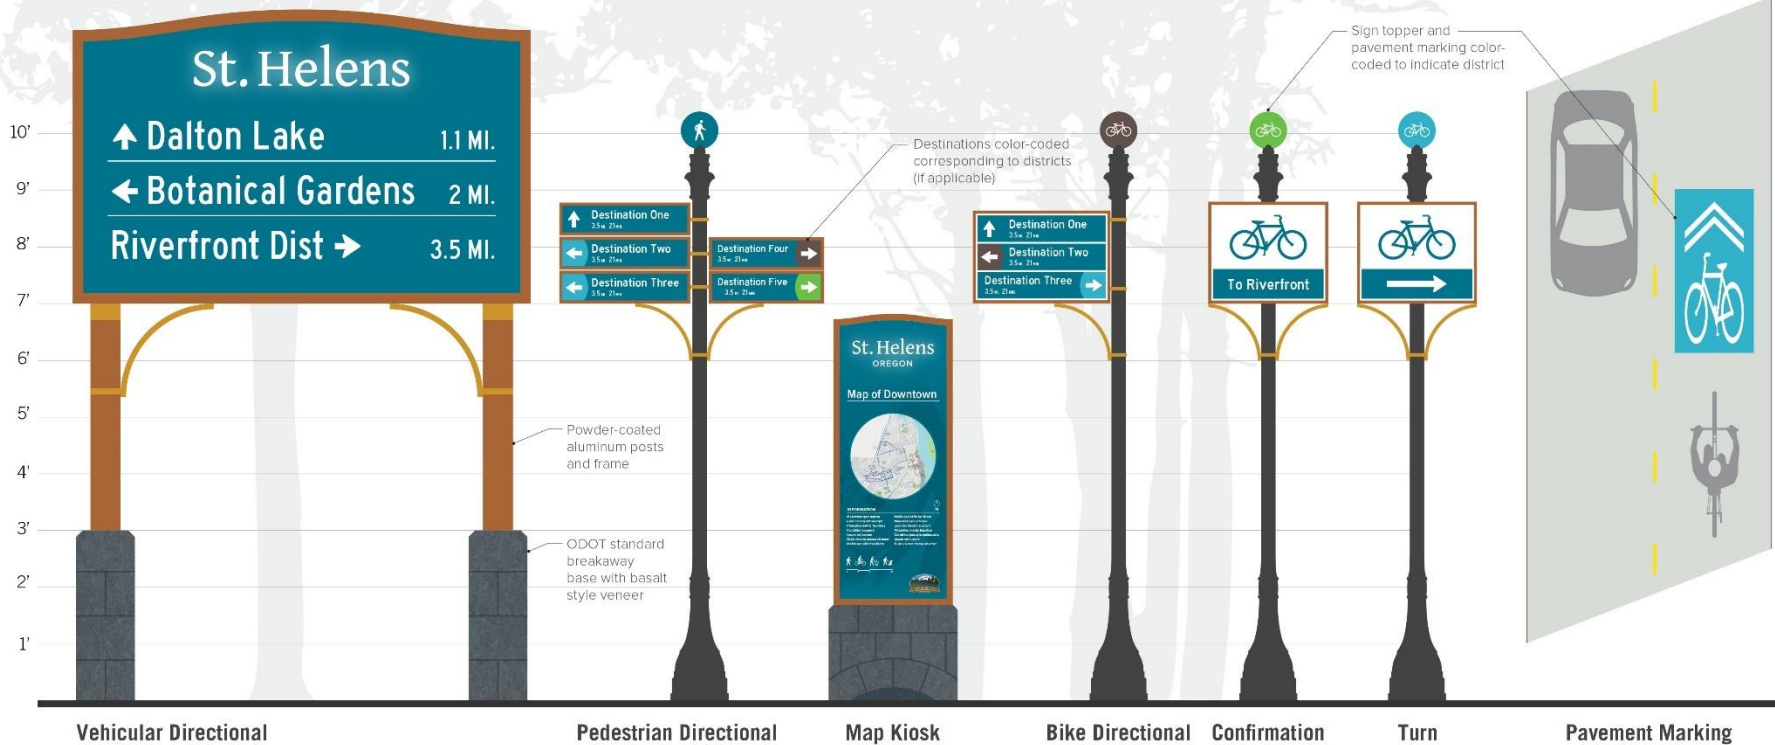 St. Helens
Dalton Lake 1.1 MI.
Botanical Gardens 2 MI.
Riverfront Dist 3.5 MI.
10'
9'
8'
7'
6'
5'
4'
3'
2'
1'
Powder-coated
aluminum posts
and frame
ODOT standard
breakaway
base with basalt
style veneer
Destination One
Destination Two
Destination Three
Destination Four
Destination Five
Destinations color-coded
corresponding to districts
(if applicable)
St. Helens
OREGON
Map of Downtown
INFORMATION
Destination One
Destination Two
Destination Three
To Riverfront
Sign topper and
pavement marking color-
coded to indicate district
Vehicular Directional
Pedestrian Directional
Map Kiosk
Bike Directional
Confirmation
Turn
Pavement Marking